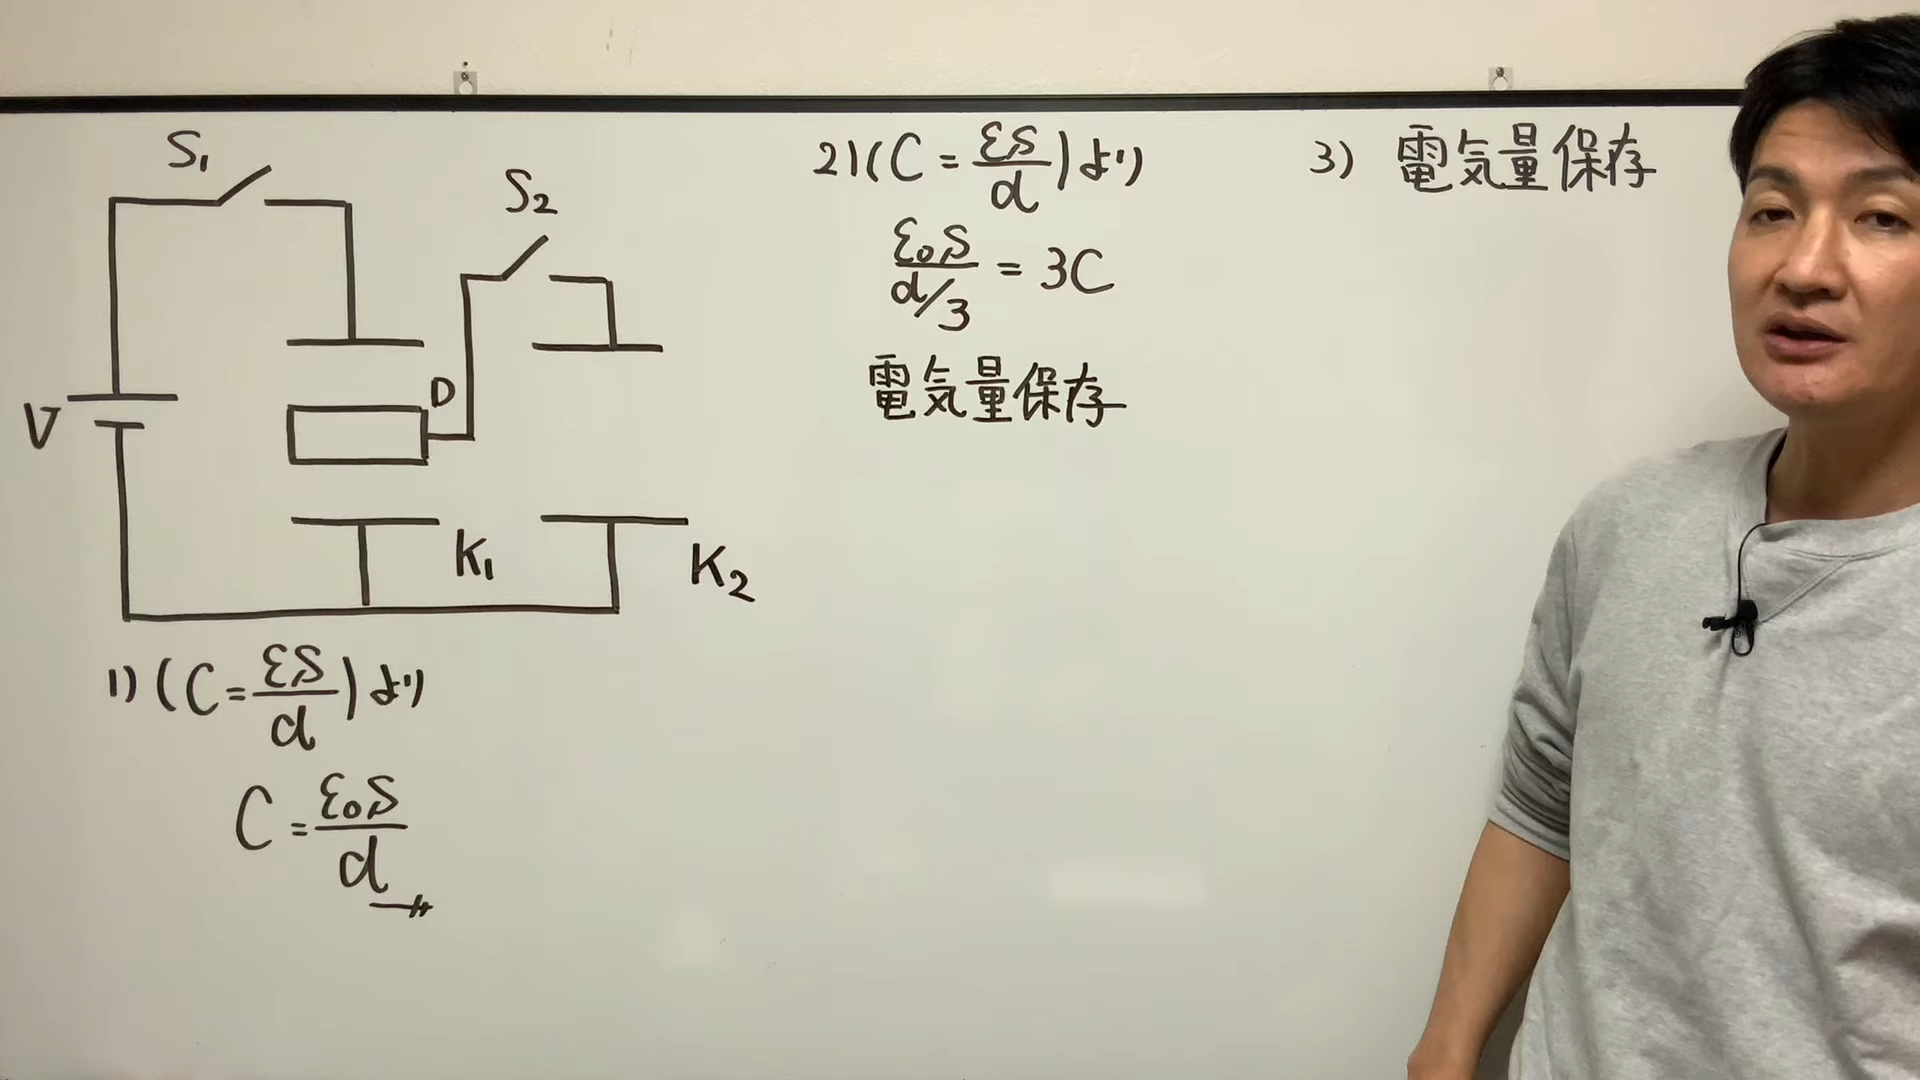 S₁
S₂
V
D
K₁
K₂
1) (C = εS/d) より
C = ε₀S/d
2) (C = εS/d) より
ε₀S/d/3 = 3C
電気量保存
3) 電気量保存